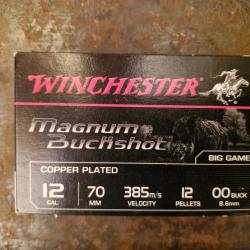 WINCHESTER
Magnum
Buckshot
BIG GAME
COPPER PLATED
12 70 385m/s 12 00BUCK
CAL MM VELOCITY PELLETS 8.6mm